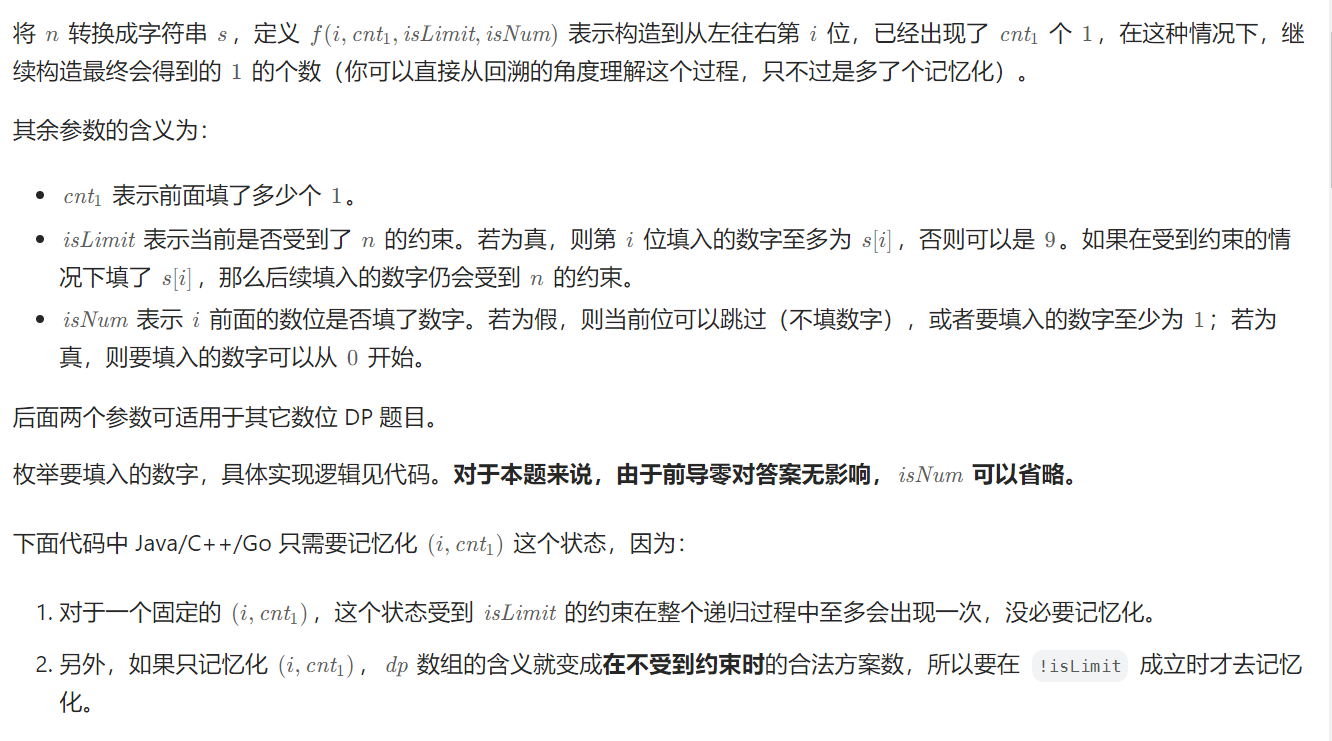 将 n 转换成字符串 s，定义 f(i, cnt₁, isLimit, isNum) 表示构造到从左往右第 i 位，已经出现了 cnt₁ 个 1，在这种情况下，继
续构造最终会得到的 1 的个数（你可以直接从回溯的角度理解这个过程，只不过是多了个记忆化）。
其余参数的含义为：
• cnt₁ 表示前面填了多少个 1。
• isLimit 表示当前是否受到了 n 的约束。若为真，则第 i 位填入的数字至多为 s[i]，否则可以是 9。如果在受到约束的情
况下填了 s[i]，那么后续填入的数字仍会受到 n 的约束。
• isNum 表示 i 前面的数位是否填了数字。若为假，则当前位可以跳过（不填数字），或者要填入的数字至少为 1；若为
真，则要填入的数字可以从 0 开始。
后面两个参数可适用于其它数位 DP 题目。
枚举要填入的数字，具体实现逻辑见代码。对于本题来说，由于前导零对答案无影响，isNum 可以省略。
下面代码中 Java/C++/Go 只需要记忆化 (i, cnt₁) 这个状态，因为：
1. 对于一个固定的 (i, cnt₁)，这个状态受到 isLimit 的约束在整个递归过程中至多会出现一次，没必要记忆化。
2. 另外，如果只记忆化 (i, cnt₁)，dp 数组的含义就变成在不受到约束时的合法方案数，所以要在 !isLimit 成立时才去记忆
化。